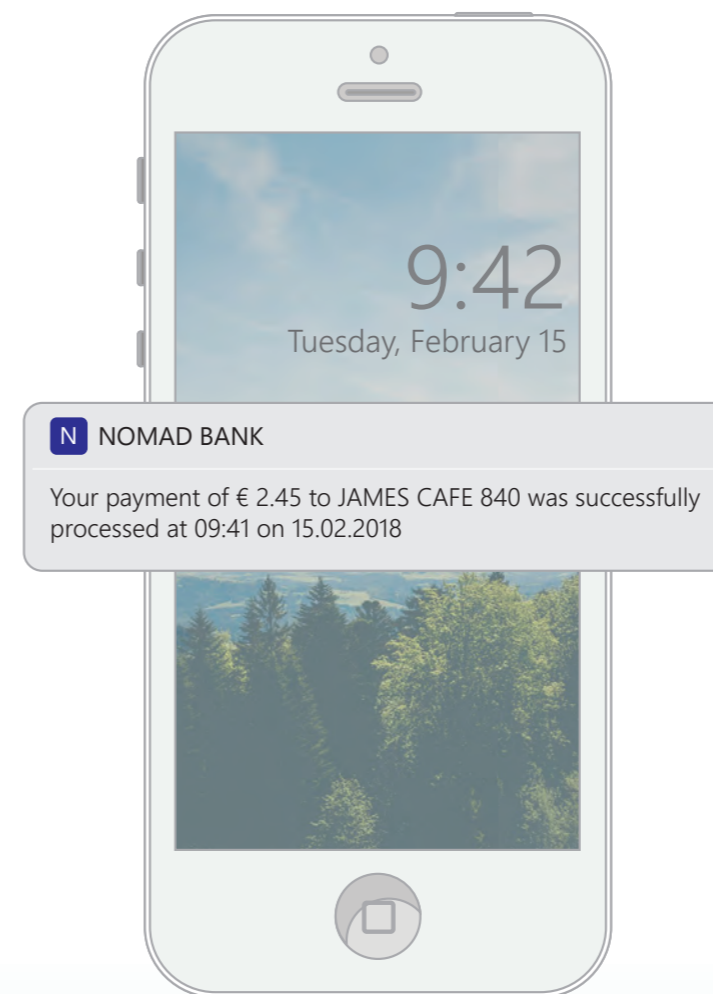 9:42
Tuesday, February 15
N NOMAD BANK
Your payment of € 2.45 to JAMES CAFE 840 was successfully
processed at 09:41 on 15.02.2018